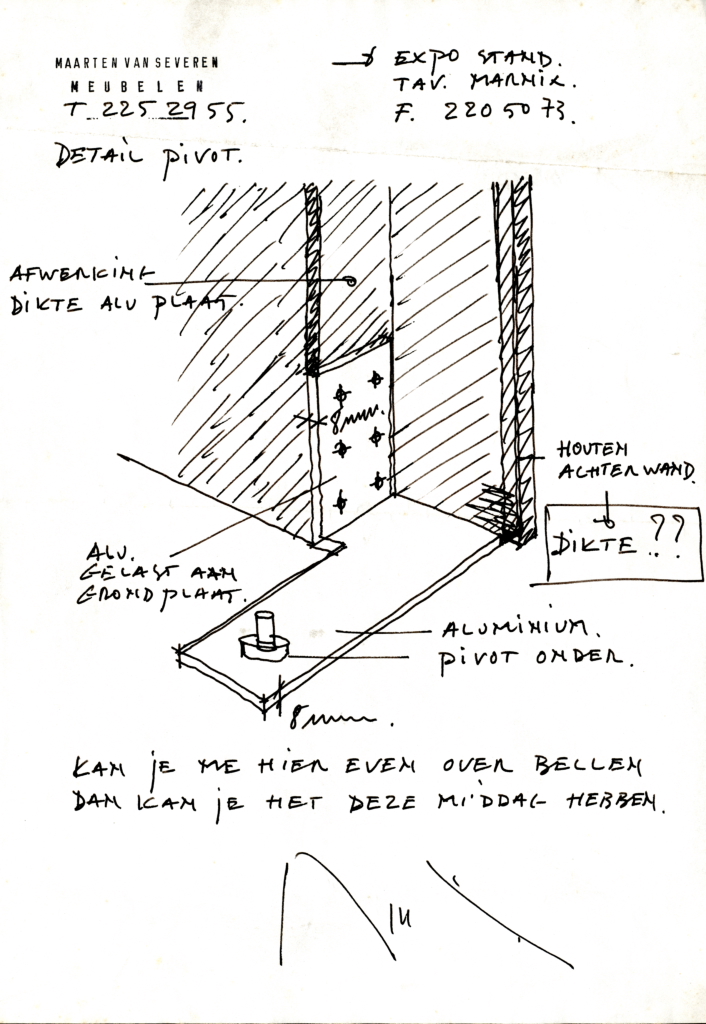 MAARTEN VAN SEVEREN
MEUBELEN
T 225 29 55.
→ EXPO STAND.
TAV. MARNIX.
F. 220 50 73.
DETAIL PIVOT.
AFWERKING
DIKTE ALU PLAAT.
8mm.
HOUTEN
ACHTERWAND.
DIKTE ??
ALU.
GELAST AAN
GRONDPLAAT.
ALUMINIUM.
PIVOT ONDER.
8mm.
KAN JE ME HIER EVEN OVER BELLEN
DAN KAN JE HET DEZE MIDDAG HEBBEN.